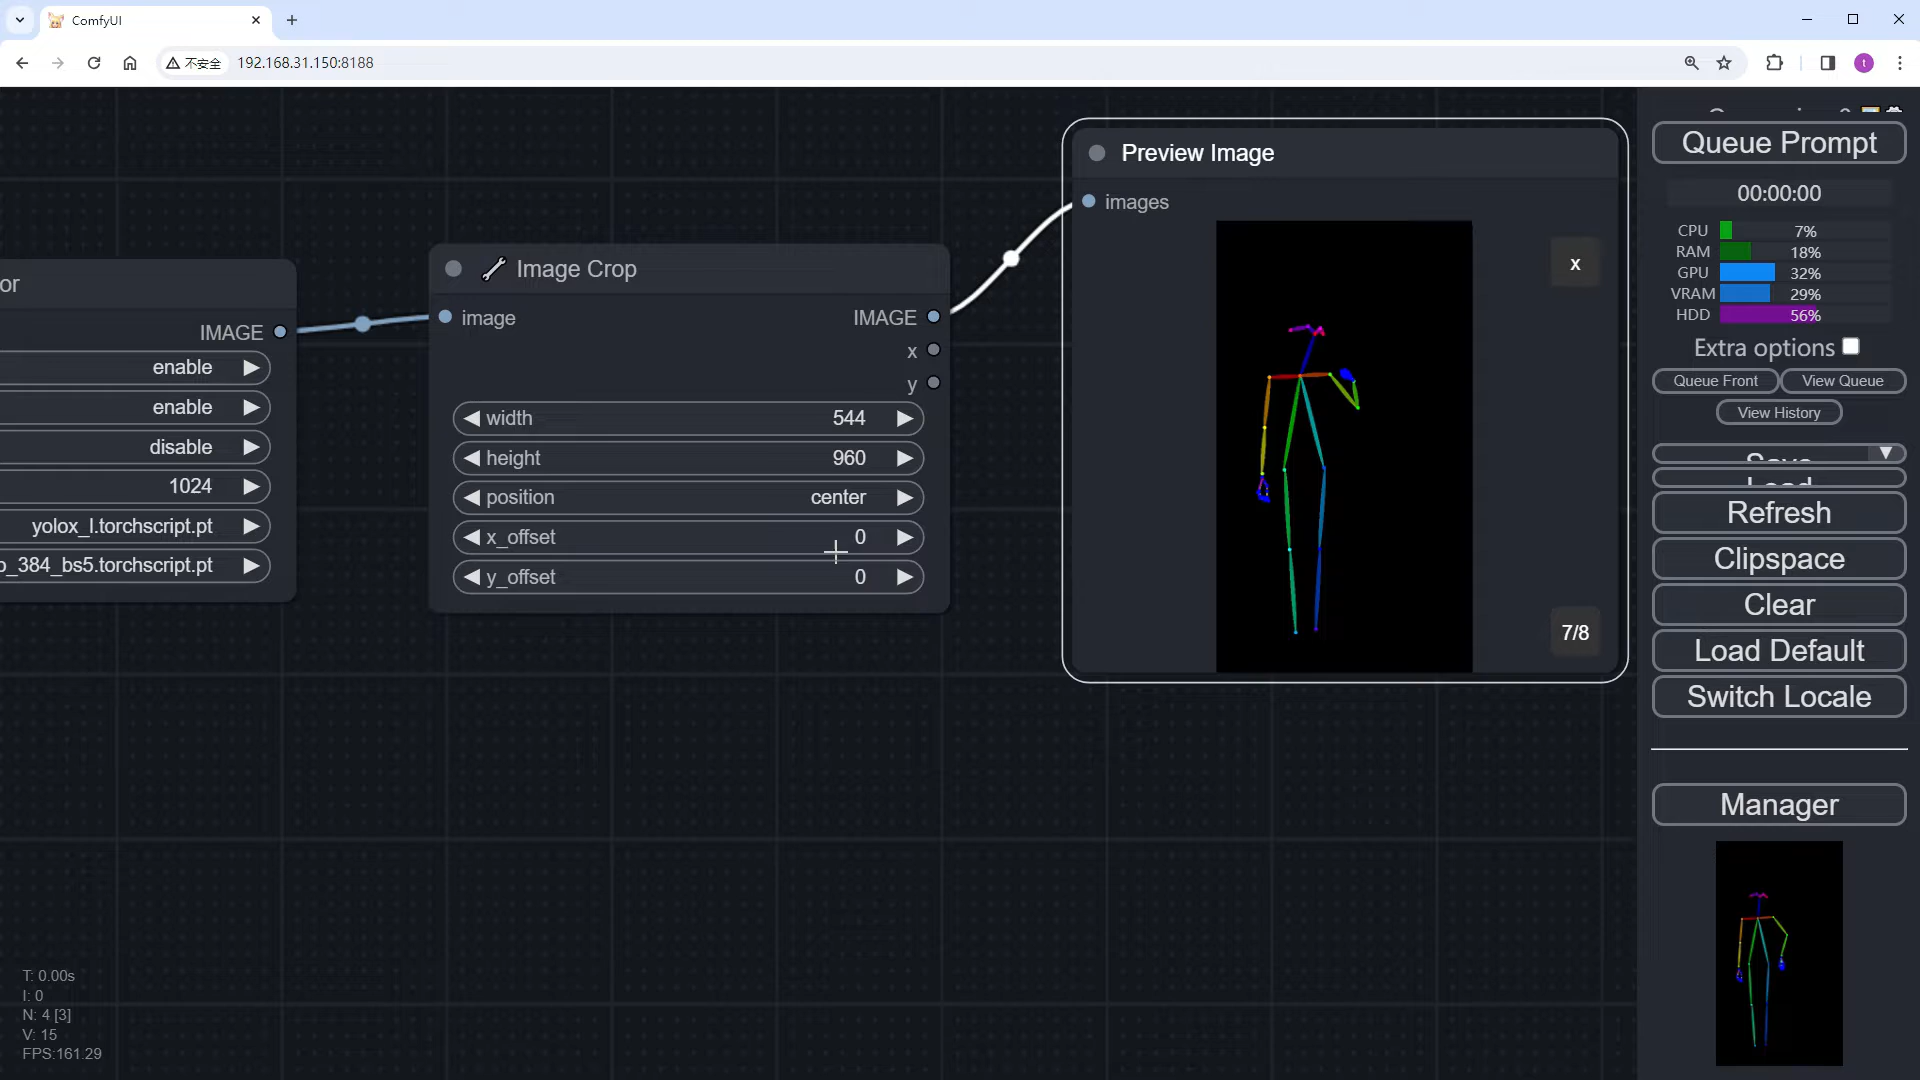 ComfyUI
不安全
192.168.31.150:8188
t
or
IMAGE
enable
enable
disable
1024
yolox_l.torchscript.pt
_384_bs5.torchscript.pt
Image Crop
image
IMAGE
x
y
width 544
height 960
position center
x_offset 0
y_offset 0
Preview Image
images
x
7/8
Queue Prompt
00:00:00
CPU 7%
RAM 18%
GPU 32%
VRAM 29%
HDD 56%
Extra options
Queue Front
View Queue
View History
Save
Load
Refresh
Clipspace
Clear
Load Default
Switch Locale
Manager
T: 0.00s
I: 0
N: 4 [3]
V: 15
FPS:161.29